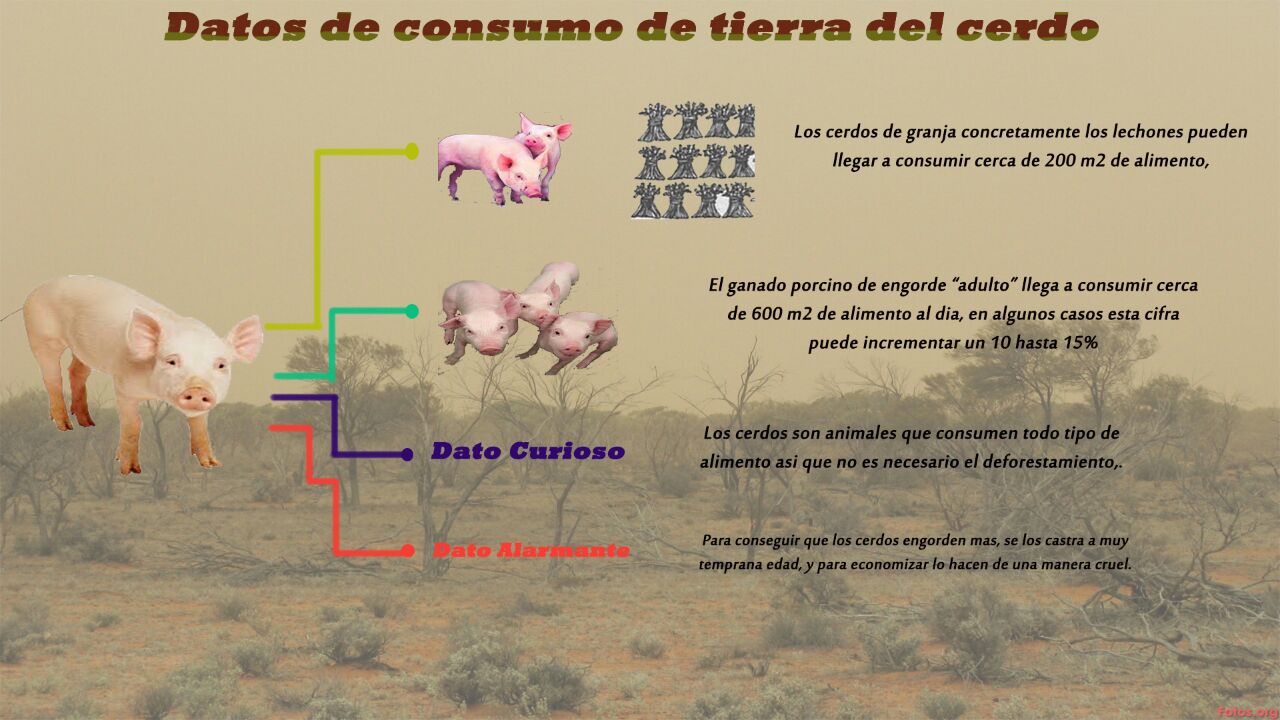 Datos de consumo de tierra del cerdo
Los cerdos de granja concretamente los lechones pueden
llegar a consumir cerca de 200 m2 de alimento,
El ganado porcino de engorde “adulto” llega a consumir cerca
de 600 m2 de alimento al dia, en algunos casos esta cifra
puede incrementar un 10 hasta 15%
Dato Curioso
Los cerdos son animales que consumen todo tipo de
alimento asi que no es necesario el deforestamiento,.
Dato Alarmante
Para conseguir que los cerdos engorden mas, se los castra a muy
temprana edad, y para economizar lo hacen de una manera cruel.
Fotos.org